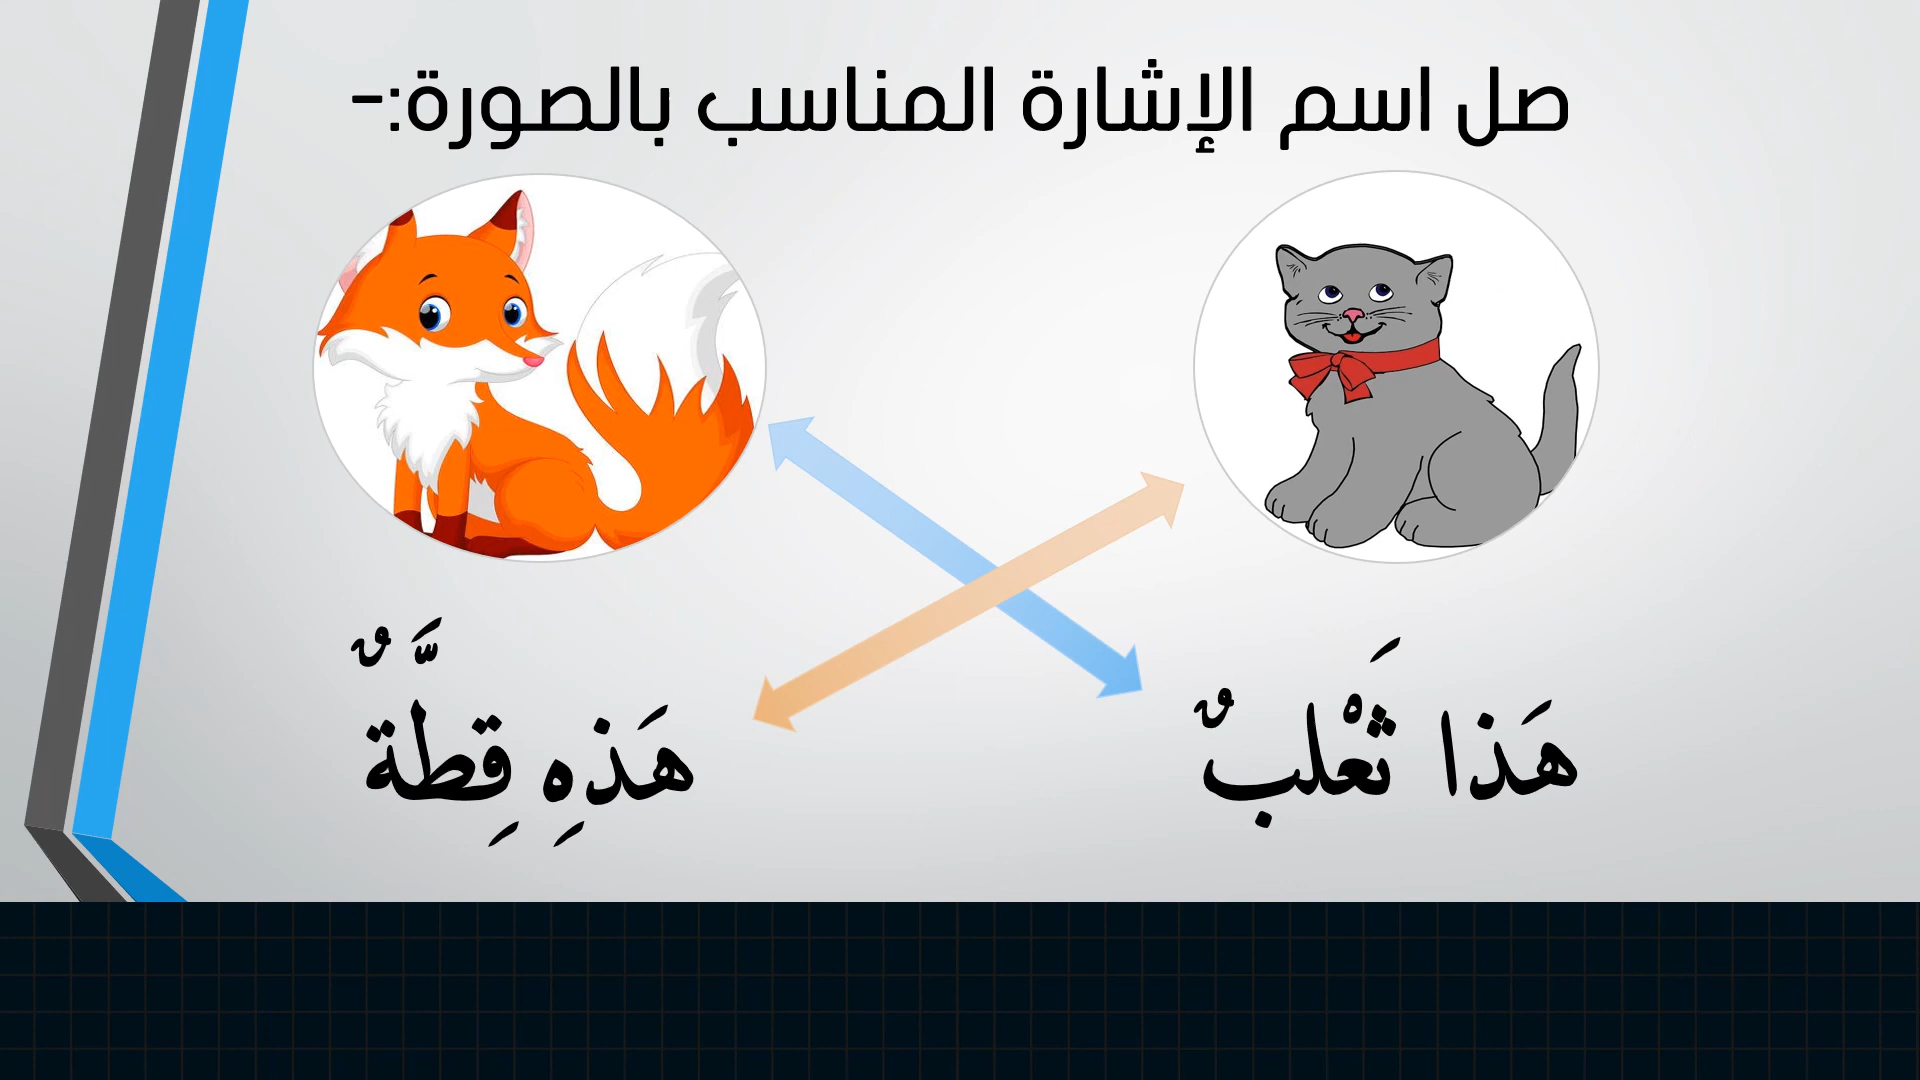 صل اسم الإشارة المناسب بالصورة:-
هَذا ثَعْلبٌ
هَذِهِ قِطَّةٌ